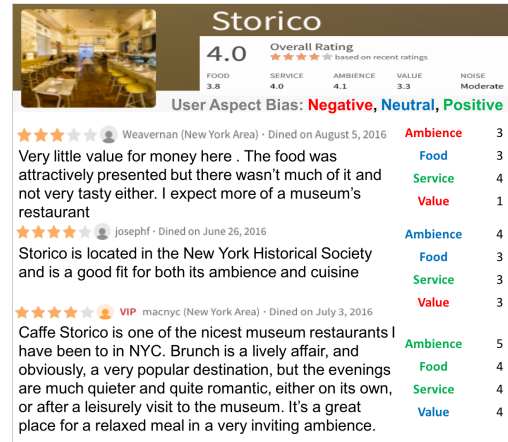 Storico
4.0 Overall Rating
based on recent ratings
FOOD SERVICE AMBIENCE VALUE NOISE
3.8 4.0 4.1 3.3 Moderate
User Aspect Bias: Negative, Neutral, Positive
Weavernan (New York Area) · Dined on August 5, 2016
Very little value for money here . The food was
attractively presented but there wasn't much of it and
not very tasty either. I expect more of a museum's
restaurant
Ambience 3
Food 3
Service 4
Value 1
josephf · Dined on June 26, 2016
Storico is located in the New York Historical Society
and is a good fit for both its ambience and cuisine
Ambience 4
Food 3
Service 3
Value 3
VIP macnyc (New York Area) · Dined on July 3, 2016
Caffe Storico is one of the nicest museum restaurants I
have been to in NYC. Brunch is a lively affair, and
obviously, a very popular destination, but the evenings
are much quieter and quite romantic, either on its own,
or after a leisurely visit to the museum. It's a great
place for a relaxed meal in a very inviting ambience.
Ambience 5
Food 4
Service 4
Value 4